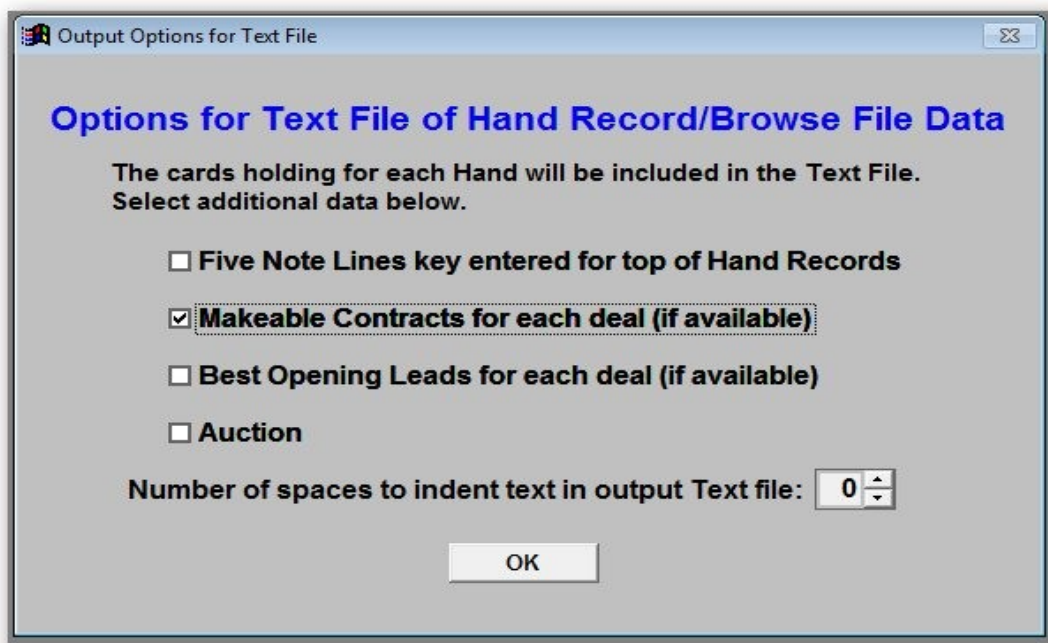 Output Options for Text File
Options for Text File of Hand Record/Browse File Data
The cards holding for each Hand will be included in the Text File.
Select additional data below.
Five Note Lines key entered for top of Hand Records
Makeable Contracts for each deal (if available)
Best Opening Leads for each deal (if available)
Auction
Number of spaces to indent text in output Text file: 0
OK